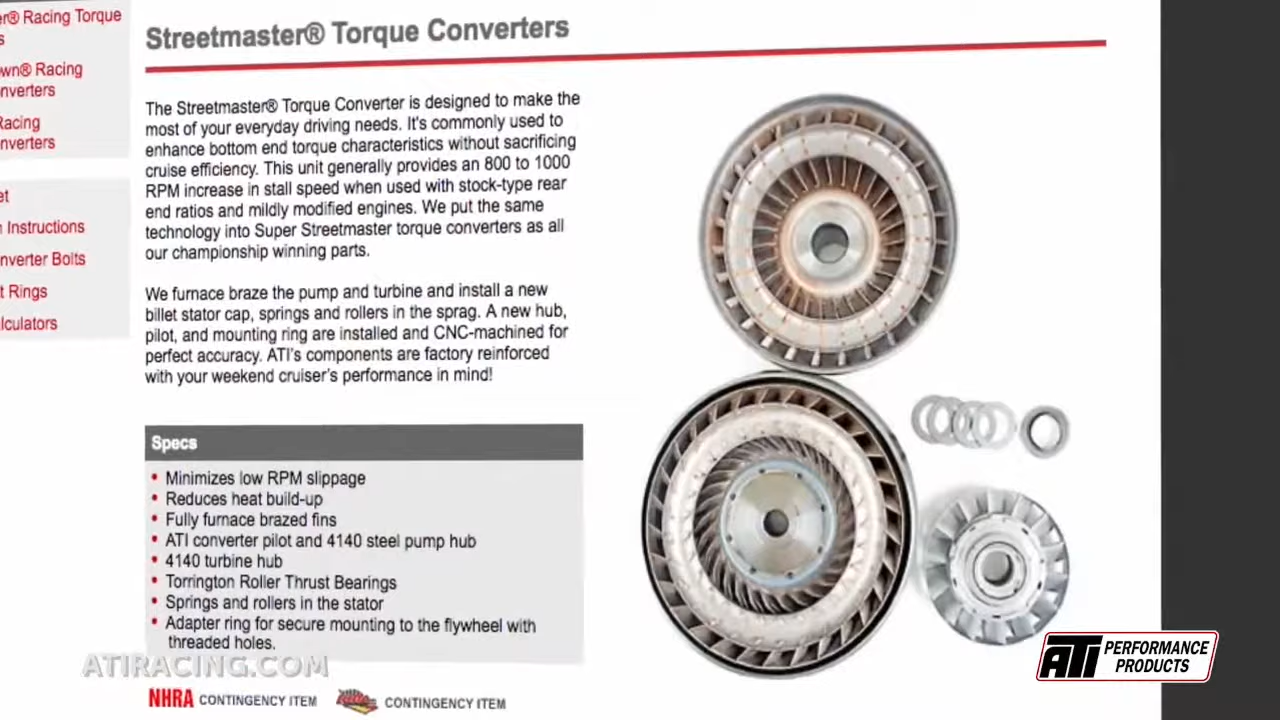 er® Racing Torque
s
wn® Racing
nverters
Racing
nverters
et
n Instructions
nverter Bolts
t Rings
lculators
Streetmaster® Torque Converters
The Streetmaster® Torque Converter is designed to make the
most of your everyday driving needs. It's commonly used to
enhance bottom end torque characteristics without sacrificing
cruise efficiency. This unit generally provides an 800 to 1000
RPM increase in stall speed when used with stock-type rear
end ratios and mildly modified engines. We put the same
technology into Super Streetmaster torque converters as all
our championship winning parts.
We furnace braze the pump and turbine and install a new
billet stator cap, springs and rollers in the sprag. A new hub,
pilot, and mounting ring are installed and CNC-machined for
perfect accuracy. ATI's components are factory reinforced
with your weekend cruiser's performance in mind!
Specs
• Minimizes low RPM slippage
• Reduces heat build-up
• Fully furnace brazed fins
• ATI converter pilot and 4140 steel pump hub
• 4140 turbine hub
• Torrington Roller Thrust Bearings
• Springs and rollers in the stator
• Adapter ring for secure mounting to the flywheel with
threaded holes.
ATIRACING.COM
NHRA CONTINGENCY ITEM
CONTINGENCY ITEM
ATI PERFORMANCE
PRODUCTS